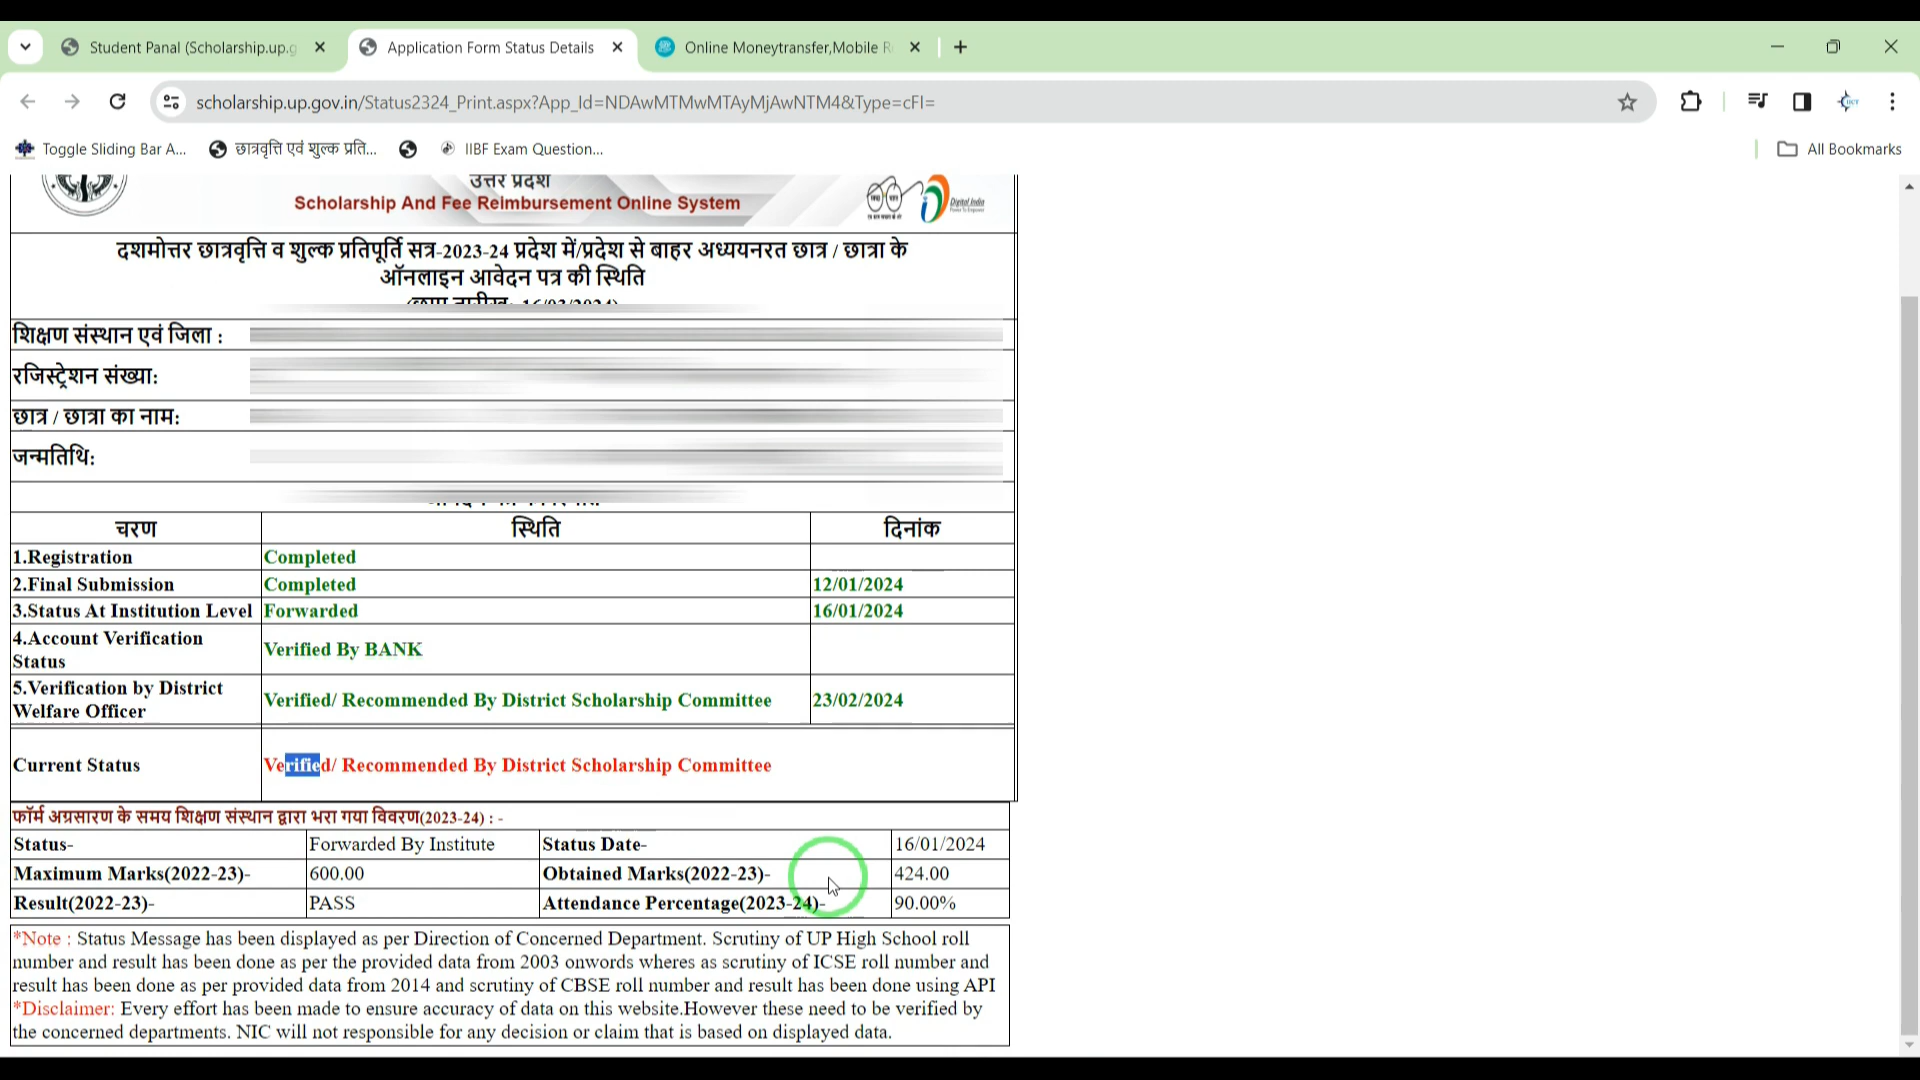 Student Panal (Scholarship.up.g
Application Form Status Details
Online Moneytransfer,Mobile R
scholarship.up.gov.in/Status2324_Print.aspx?App_Id=NDAwMTMwMTAyMjAwNTM4&Type=cFI=
Toggle Sliding Bar A...
छात्रवृत्ति एवं शुल्क प्रति...
IIBF Exam Question...
All Bookmarks
उत्तर प्रदेश
Scholarship And Fee Reimbursement Online System
Digital India
दशमोत्तर छात्रवृत्ति व शुल्क प्रतिपूर्ति सत्र-2023-24 प्रदेश में/प्रदेश से बाहर अध्ययनरत छात्र / छात्रा के
ऑनलाइन आवेदन पत्र की स्थिति
शिक्षण संस्थान एवं जिला :
रजिस्ट्रेशन संख्या:
छात्र / छात्रा का नाम:
जन्मतिथि:
चरण स्थिति दिनांक
1.Registration Completed
2.Final Submission Completed 12/01/2024
3.Status At Institution Level Forwarded 16/01/2024
4.Account Verification Status Verified By BANK
5.Verification by District Welfare Officer Verified/ Recommended By District Scholarship Committee 23/02/2024
Current Status Verified/ Recommended By District Scholarship Committee
फॉर्म अग्रसारण के समय शिक्षण संस्थान द्वारा भरा गया विवरण(2023-24) : -
Status- Forwarded By Institute Status Date- 16/01/2024
Maximum Marks(2022-23)- 600.00 Obtained Marks(2022-23)- 424.00
Result(2022-23)- PASS Attendance Percentage(2023-24)- 90.00%
*Note : Status Message has been displayed as per Direction of Concerned Department. Scrutiny of UP High School roll
number and result has been done as per the provided data from 2003 onwords wheres as scrutiny of ICSE roll number and
result has been done as per provided data from 2014 and scrutiny of CBSE roll number and result has been done using API
*Disclaimer: Every effort has been made to ensure accuracy of data on this website.However these need to be verified by
the concerned departments. NIC will not responsible for any decision or claim that is based on displayed data.